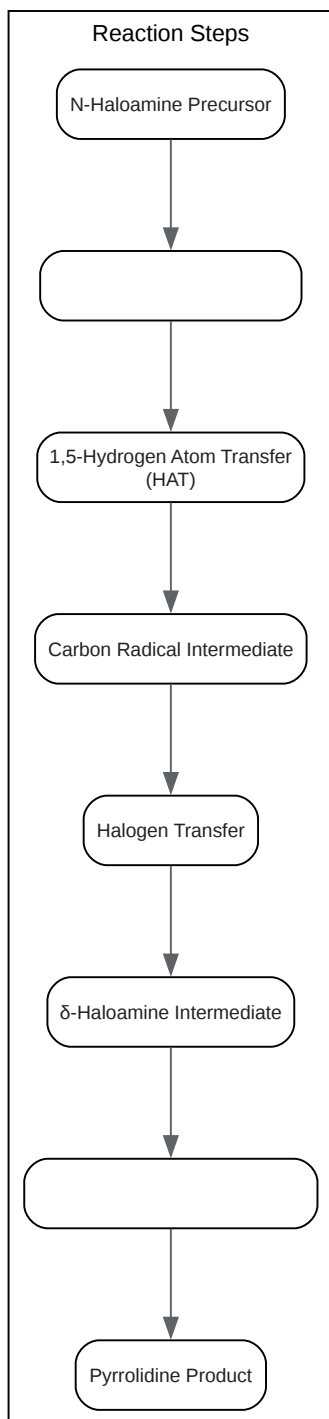 Reaction Steps
N-Haloamine Precursor
1,5-Hydrogen Atom Transfer
(HAT)
Carbon Radical Intermediate
Halogen Transfer
δ-Haloamine Intermediate
Pyrrolidine Product